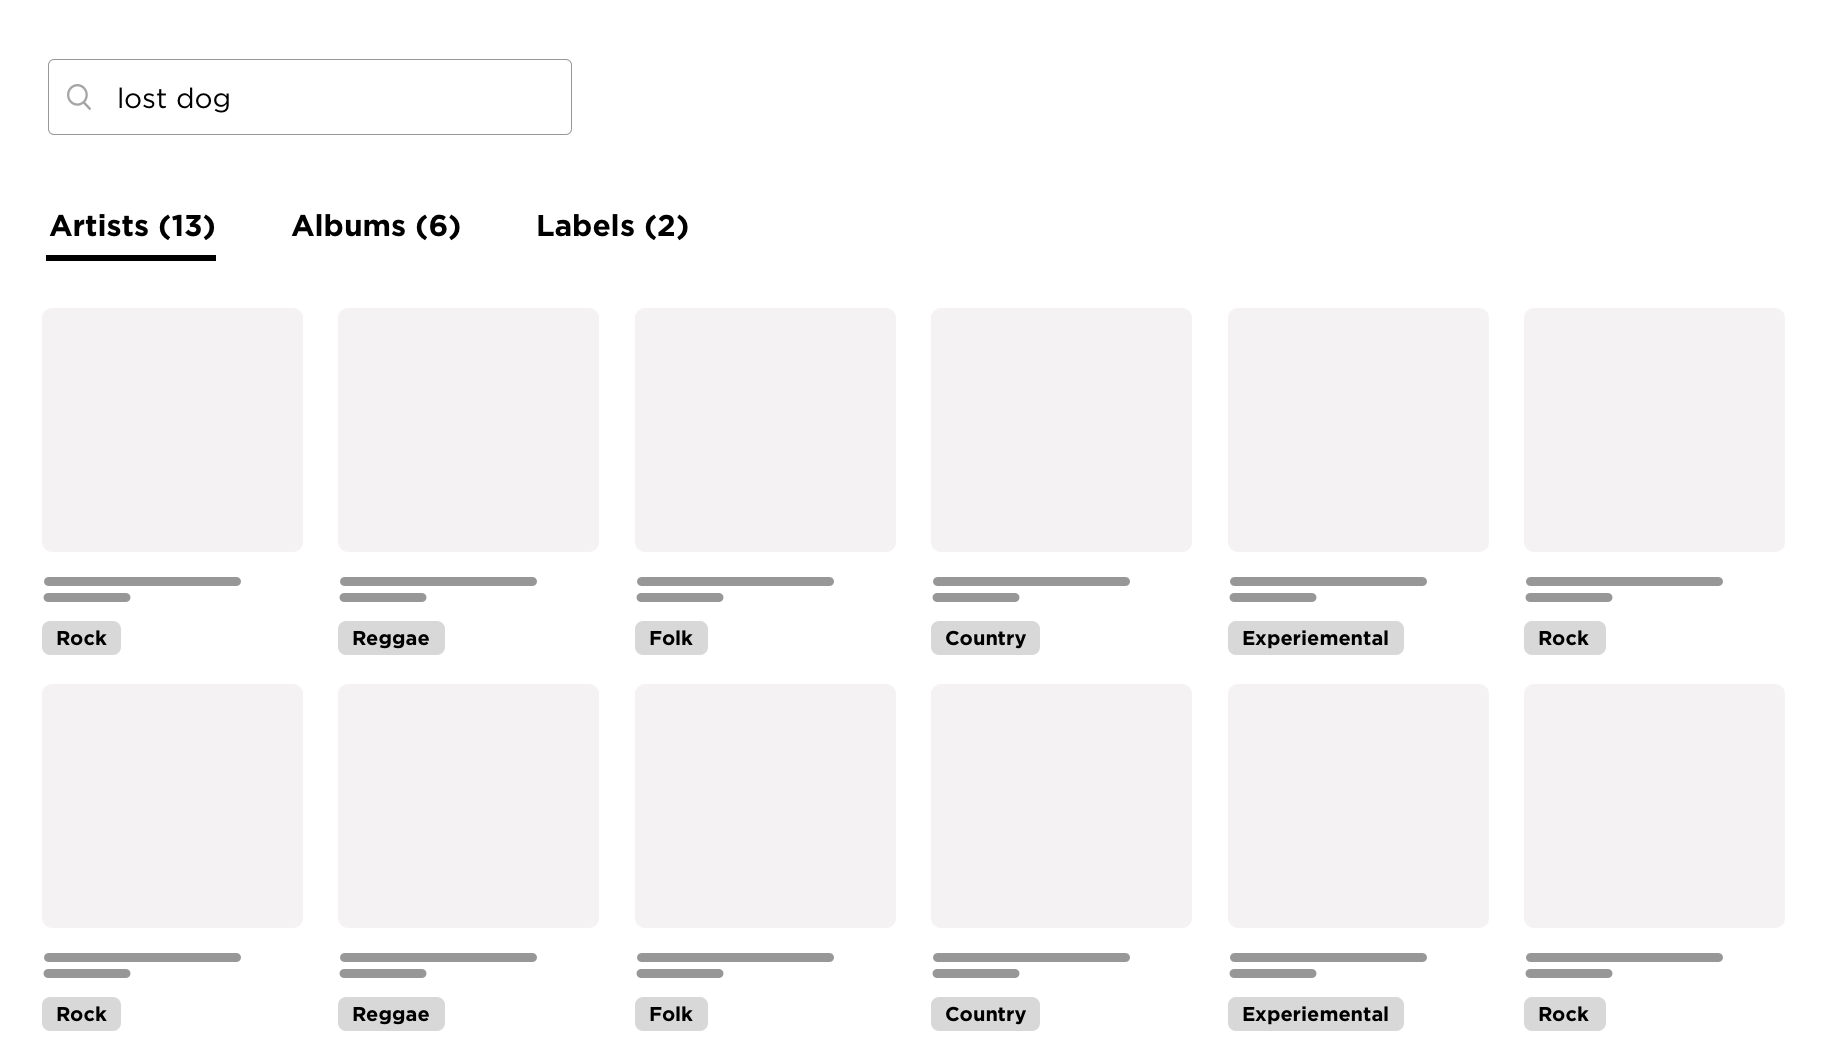 lost dog
Artists (13) Albums (6) Labels (2)
Rock Reggae Folk Country Experiemental Rock
Rock Reggae Folk Country Experiemental Rock